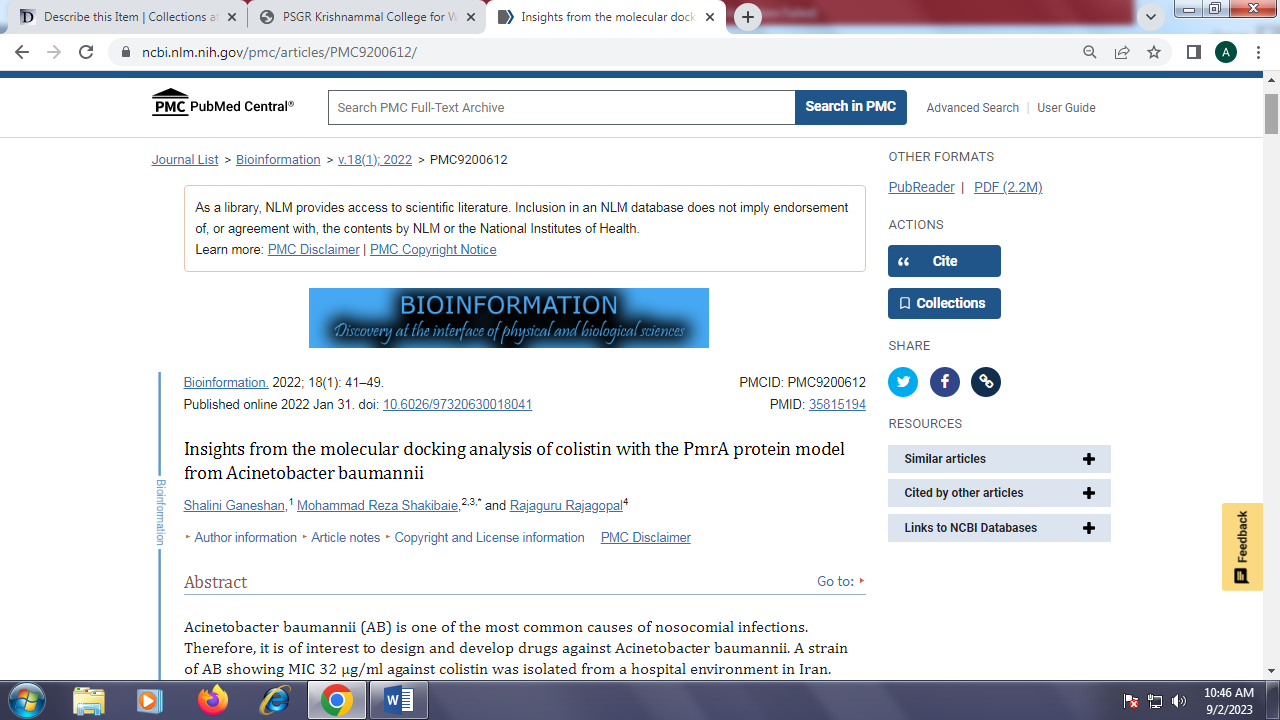 Describe this Item | Collections at
PSGR Krishnammal College for W
Insights from the molecular dock
ncbi.nlm.nih.gov/pmc/articles/PMC9200612/
A
PMC PubMed Central®
Search PMC Full-Text Archive
Search in PMC
Advanced Search | User Guide
Journal List > Bioinformation > v.18(1); 2022 > PMC9200612
As a library, NLM provides access to scientific literature. Inclusion in an NLM database does not imply endorsement
of, or agreement with, the contents by NLM or the National Institutes of Health.
Learn more: PMC Disclaimer | PMC Copyright Notice
BIOINFORMATION
Discovery at the interface of physical and biological sciences
Bioinformation. 2022; 18(1): 41–49.
PMCID: PMC9200612
Published online 2022 Jan 31. doi: 10.6026/97320630018041
PMID: 35815194
Insights from the molecular docking analysis of colistin with the PmrA protein model
from Acinetobacter baumannii
Shalini Ganeshan,1 Mohammad Reza Shakibaie,2,3,* and Rajaguru Rajagopal4
Bioinformation
Author information Article notes Copyright and License information PMC Disclaimer
Abstract
Go to:
Acinetobacter baumannii (AB) is one of the most common causes of nosocomial infections.
Therefore, it is of interest to design and develop drugs against Acinetobacter baumannii. A strain
of AB showing MIC 32 µg/ml against colistin was isolated from a hospital environment in Iran.
OTHER FORMATS
PubReader | PDF (2.2M)
ACTIONS
Cite
Collections
SHARE
RESOURCES
Similar articles
Cited by other articles
Links to NCBI Databases
Feedback
10:46 AM
9/2/2023